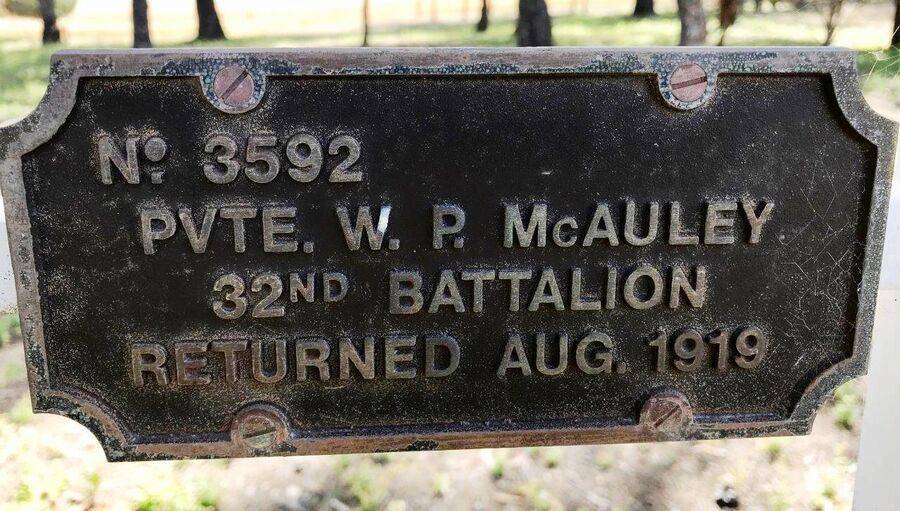 Nº. 3592
PVTE. W. P. McAULEY
32ND BATTALION
RETURNED AUG. 1919